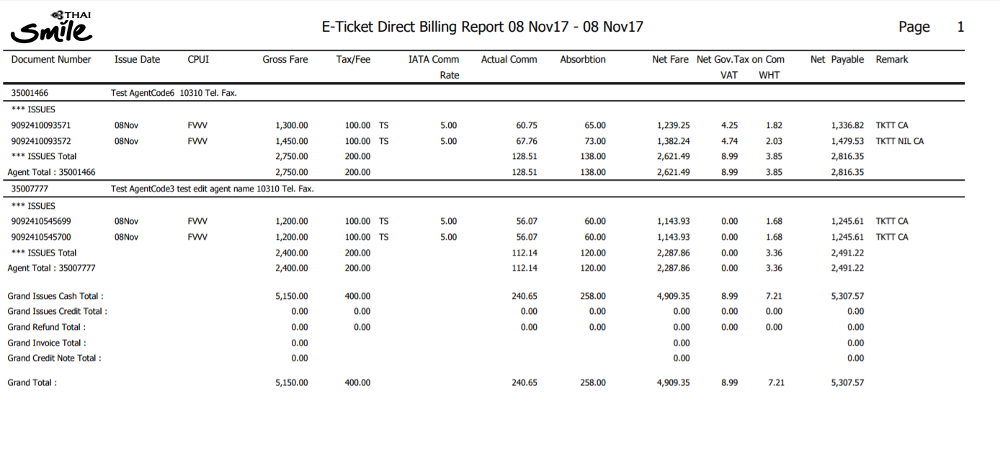 THAI
Smile
E-Ticket Direct Billing Report 08 Nov17 - 08 Nov17 Page 1
Document Number Issue Date CPUI Gross Fare Tax/Fee IATA Comm Actual Comm Absorbtion Net Fare Net Gov.Tax on Com Net Payable Remark
Rate VAT WHT
35001466 Test AgentCode6 10310 Tel. Fax.
*** ISSUES
9092410093571 08Nov FVVV 1,300.00 100.00 TS 5.00 60.75 65.00 1,239.25 4.25 1.82 1,336.82 TKTT CA
9092410093572 08Nov FVVV 1,450.00 100.00 TS 5.00 67.76 73.00 1,382.24 4.74 2.03 1,479.53 TKTT NIL CA
*** ISSUES Total 2,750.00 200.00 128.51 138.00 2,621.49 8.99 3.85 2,816.35
Agent Total : 35001466 2,750.00 200.00 128.51 138.00 2,621.49 8.99 3.85 2,816.35
35007777 Test AgentCode3 test edit agent name 10310 Tel. Fax.
*** ISSUES
9092410545699 08Nov FVVV 1,200.00 100.00 TS 5.00 56.07 60.00 1,143.93 0.00 1.68 1,245.61 TKTT CA
9092410545700 08Nov FVVV 1,200.00 100.00 TS 5.00 56.07 60.00 1,143.93 0.00 1.68 1,245.61 TKTT CA
*** ISSUES Total 2,400.00 200.00 112.14 120.00 2,287.86 0.00 3.36 2,491.22
Agent Total : 35007777 2,400.00 200.00 112.14 120.00 2,287.86 0.00 3.36 2,491.22
Grand Issues Cash Total : 5,150.00 400.00 240.65 258.00 4,909.35 8.99 7.21 5,307.57
Grand Issues Credit Total : 0.00 0.00 0.00 0.00 0.00 0.00 0.00 0.00
Grand Refund Total : 0.00 0.00 0.00 0.00 0.00 0.00 0.00 0.00
Grand Invoice Total : 0.00 0.00 0.00
Grand Credit Note Total : 0.00 0.00 0.00
Grand Total : 5,150.00 400.00 240.65 258.00 4,909.35 8.99 7.21 5,307.57